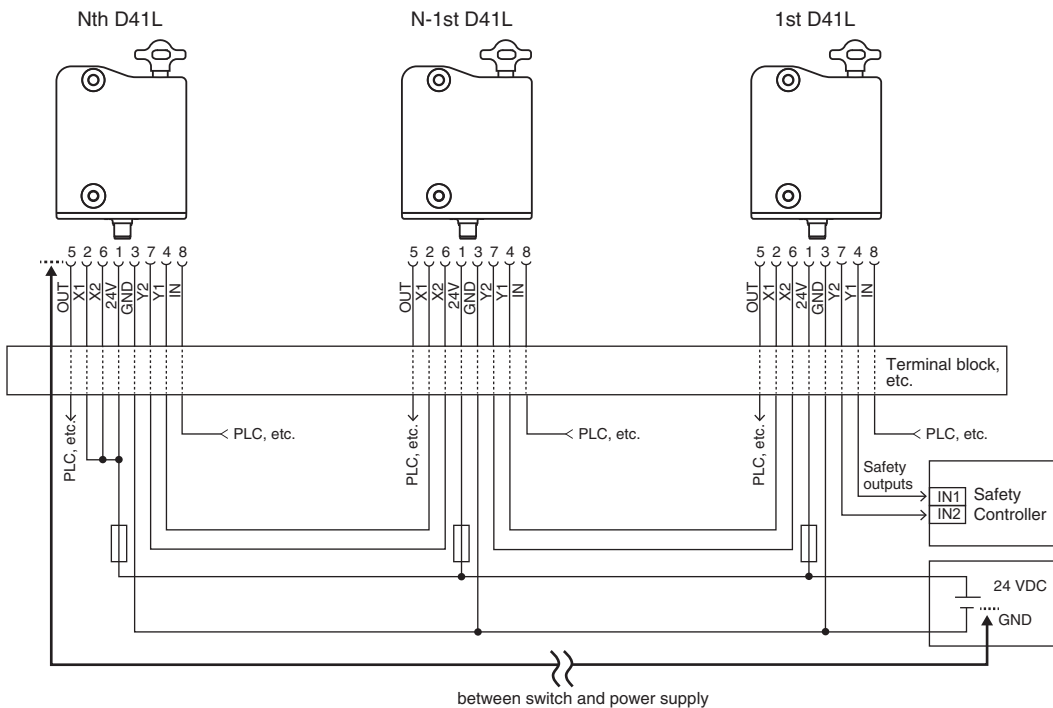 Nth D41L
N-1st D41L
1st D41L
5 2 6 1 3 7 4 8
5 2 6 1 3 7 4 8
5 2 6 1 3 7 4 8
OUT
X1
X2
24V
GND
Y2
Y1
IN
OUT
X1
X2
24V
GND
Y2
Y1
IN
OUT
X1
X2
24V
GND
Y2
Y1
IN
Terminal block,
etc.
PLC, etc.
PLC, etc.
PLC, etc.
PLC, etc.
PLC, etc.
PLC, etc.
Safety
outputs
IN1
IN2
Safety
Controller
24 VDC
GND
between switch and power supply